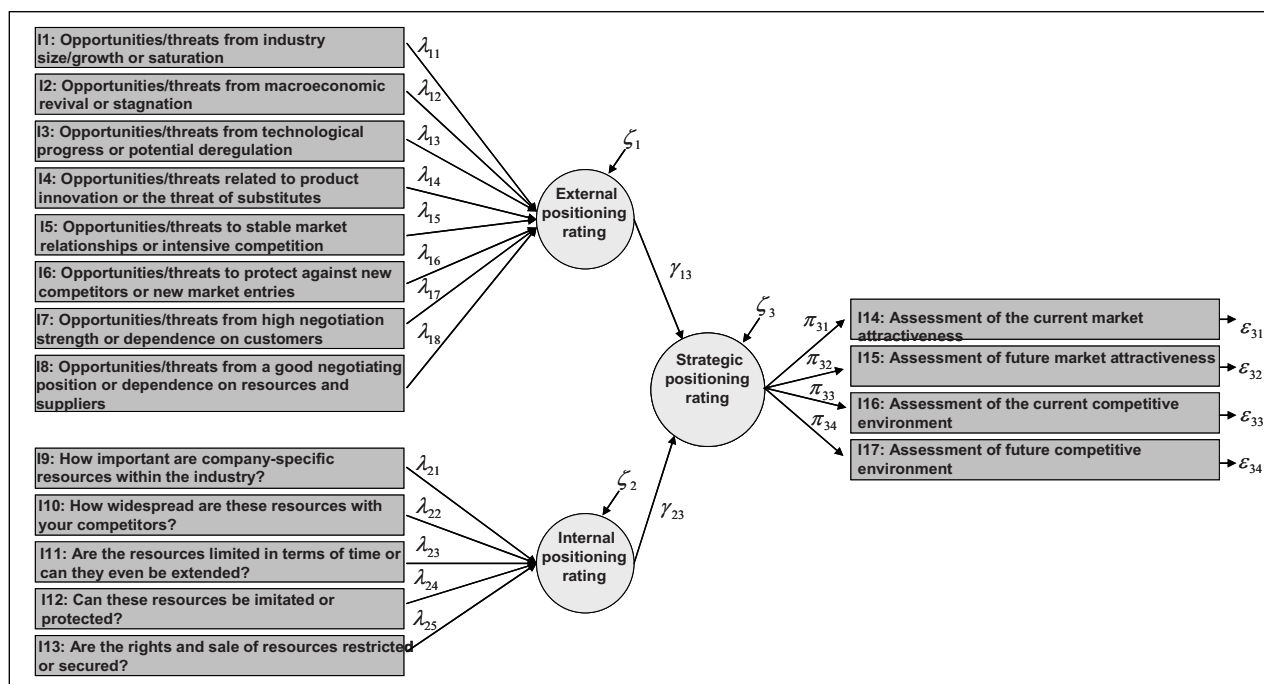 I1: Opportunities/threats from industry
size/growth or saturation
λ11
I2: Opportunities/threats from macroeconomic
revival or stagnation
λ12
I3: Opportunities/threats from technological
progress or potential deregulation
λ13
I4: Opportunities/threats related to product
innovation or the threat of substitutes
λ14
I5: Opportunities/threats to stable market
relationships or intensive competition
λ15
I6: Opportunities/threats to protect against new
competitors or new market entries
λ16
I7: Opportunities/threats from high negotiation
strength or dependence on customers
λ17
I8: Opportunities/threats from a good negotiating
position or dependence on resources and
suppliers
λ18
ζ1
External
positioning
rating
γ13
I9: How important are company-specific
resources within the industry?
λ21
I10: How widespread are these resources with
your competitors?
λ22
I11: Are the resources limited in terms of time or
can they even be extended?
λ23
I12: Can these resources be imitated or
protected?
λ24
I13: Are the rights and sale of resources restricted
or secured?
λ25
ζ2
Internal
positioning
rating
γ23
ζ3
Strategic
positioning
rating
π31
π32
π33
π34
I14: Assessment of the current market
attractiveness
ε31
I15: Assessment of future market attractiveness
ε32
I16: Assessment of the current competitive
environment
ε33
I17: Assessment of future competitive
environment
ε34